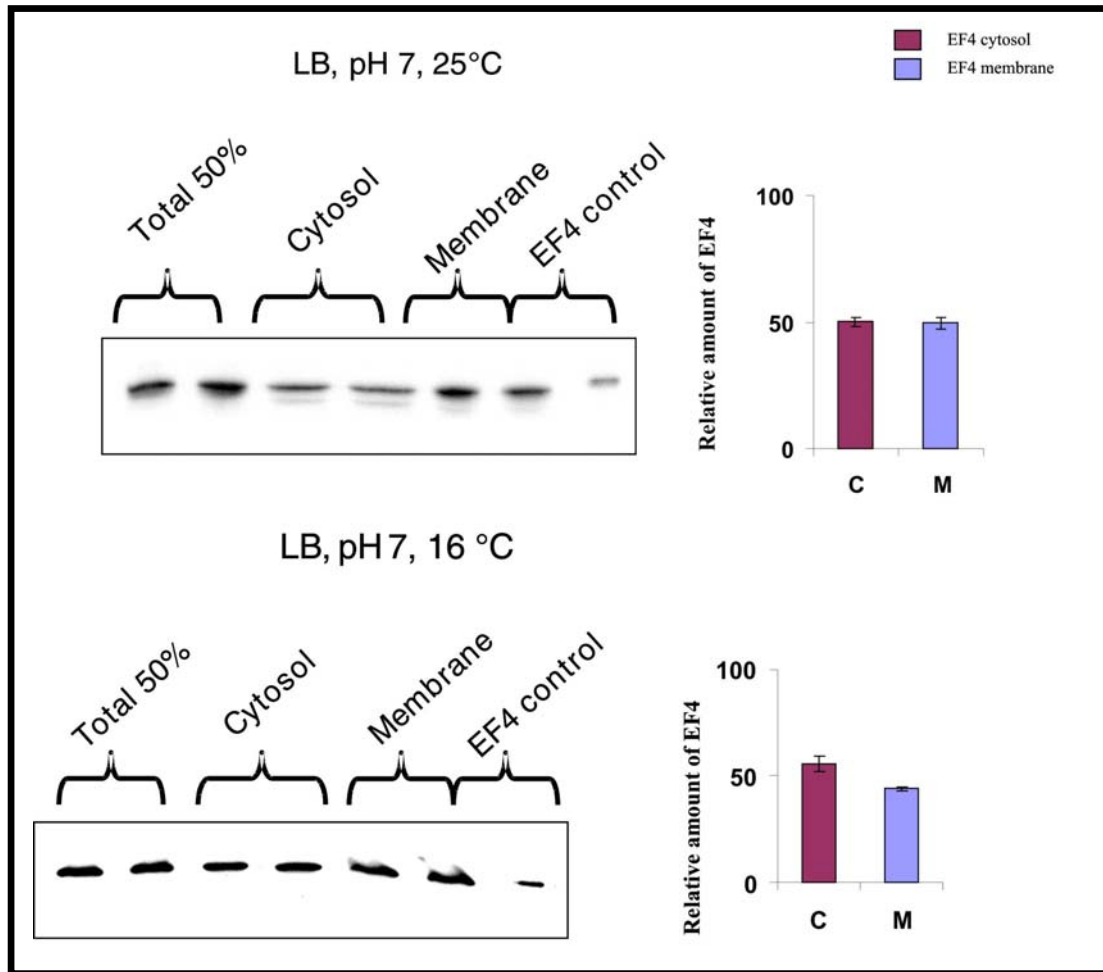 LB, pH 7, 25°C
EF4 cytosol
EF4 membrane
Total 50%
Cytosol
Membrane
EF4 control
Relative amount of EF4
100
50
0
C
M
LB, pH 7, 16 °C
Total 50%
Cytosol
Membrane
EF4 control
Relative amount of EF4
100
50
0
C
M